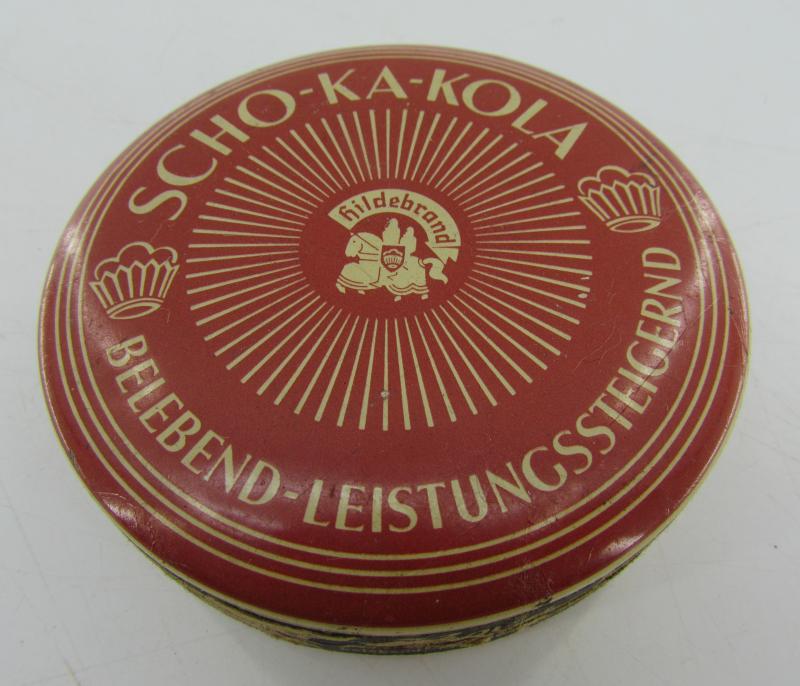 SCHO-KA-KOLA
hildebrand
BELEBEND-LEISTUNGSSTEIGERND